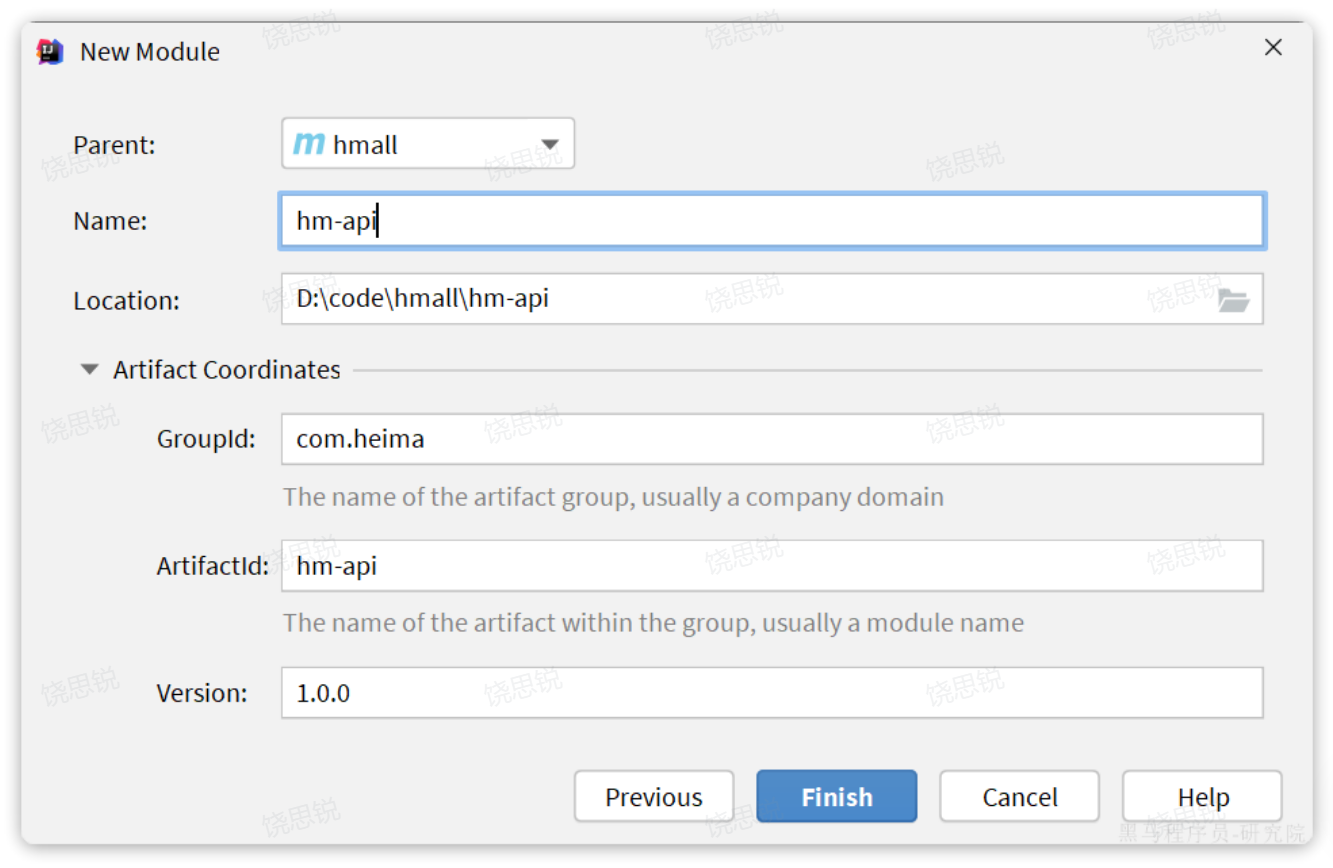 New Module
Parent: hmall
Name: hm-api
Location: D:\code\hmall\hm-api
Artifact Coordinates
GroupId: com.heima
The name of the artifact group, usually a company domain
ArtifactId: hm-api
The name of the artifact within the group, usually a module name
Version: 1.0.0
Previous Finish Cancel Help
黑马程序员-研究院
饶思锐